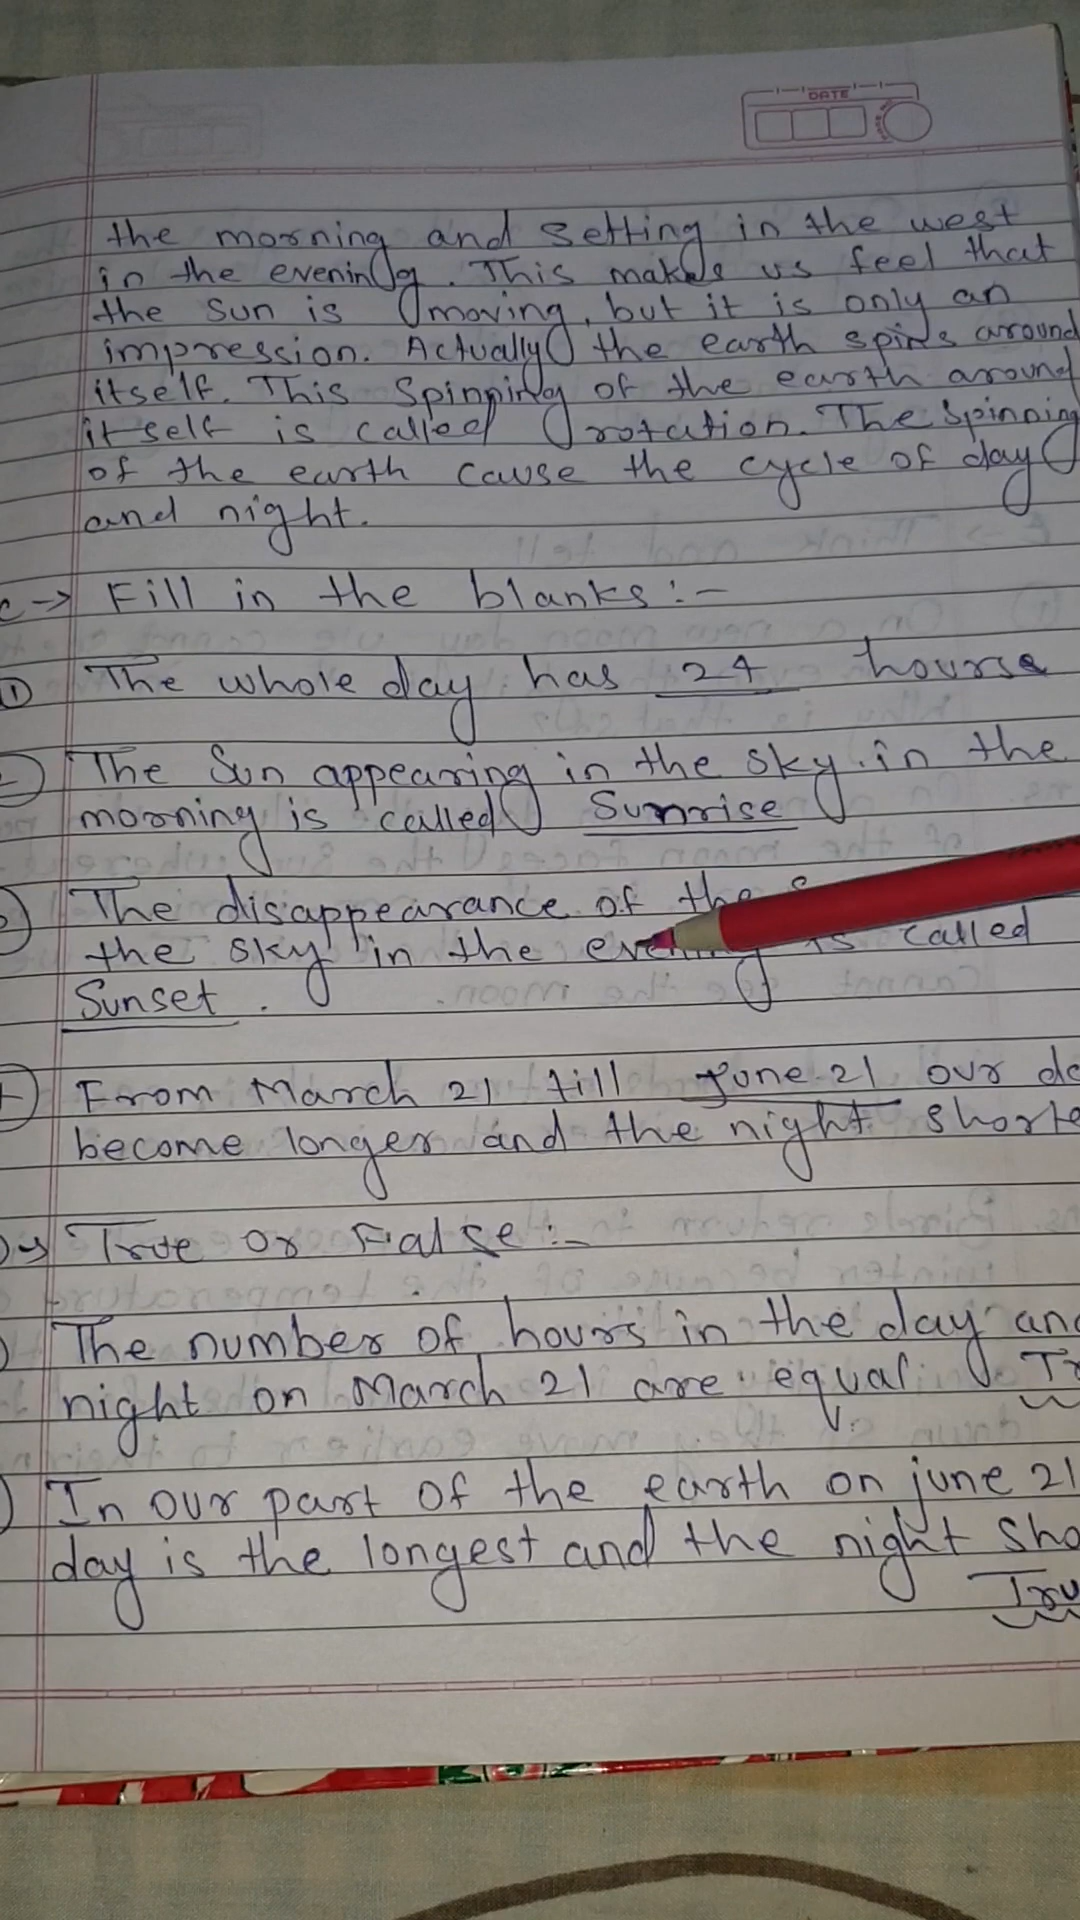 DATE
the morning and setting in the west
in the evening. This makes us feel that
the sun is moving, but it is only an
impression. Actually the earth spins around
itself. This Spinning of the earth around
itself is called rotation. The spinning
of the earth cause the cycle of day
and night.
C → Fill in the blanks:-
① The whole day has 24 hourse
The Sun appearing in the sky in the
morning is called Sunrise
The disappearance of the
the sky in the evening is called
Sunset.
From March 21 till June 21 our
become longer and the night
True or False:-
The number of hours in the day
night on March 21 are equal.
In our part of the earth on june 21
day is the longest and the night